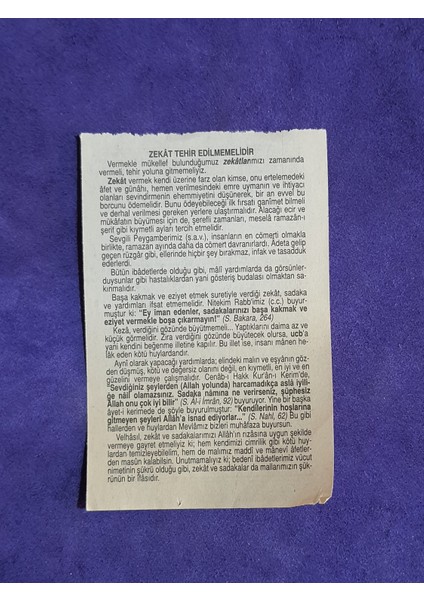 ZEKÂT TEHİR EDİLMEMELİDİR
Vermekle mükellef bulunduğumuz zekâtlarımızı zamanında
vermeli, tehir yoluna gitmemeliyiz.
Zekât vermek kendi üzerine farz olan kimse, onu ertelemedeki
âfet ve günâhı, hemen verilmesindeki emre uymanın ve ihtiyacı
olanları sevindirmenin ehemmiyetini düşünerek, bir an evvel bu
borcunu ödemelidir. Bunu ödeyebileceği ilk fırsatı ganîmet bilmeli
ve derhal verilmesi gereken yerlere ulaştırmalıdır. Alacağı ecir ve
mükâfatın büyümesi için de, şerefli zamanları, meselâ ramazân-ı
şerif gibi kıymetli ayları tercih etmelidir.
Sevgili Peygamberimiz (s.a.v.), insanların en cömerti olmakla
birlikte, ramazan ayında daha da cömert davranırlardı. Âdeta gelip
geçen rüzgâr gibi, ellerinde hiçbir şey bırakmaz, infak ve tasadduk
ederlerdi.
Bütün ibâdetlerde olduğu gibi, mâlî yardımlarda da görsünler-
duysunlar gibi hastalıklardan yani gösteriş budalası olmaktan sa-
kınmalıdır.
Başa kakmak ve eziyet etmek suretiyle verdiği zekât, sadaka
ve yardımları ifsat etmemelidir. Nitekim Rabb'imiz (c.c.) buyur-
muştur ki: "Ey iman edenler, sadakalarınızı başa kakmak ve
eziyet vermekle boşa çıkarmayın!" (S. Bakara, 264)
Kezâ, verdiğini gözünde büyütmemeli... Yaptıklarını daima az ve
küçük görmelidir. Zira verdiğini gözünde büyütecek olursa, ucb'a
yani kendini beğenme illetine kapılır. Bu illet ise, insanı mânen he-
lâk eden kötü huylardandır.
Aynî olarak yapacağı yardımlarda; elindeki malın ve eşyânın göz-
den düşmüş, kötü ve değersiz olanını değil, en kıymetli, en iyi ve en
güzelini vermeye çalışmalıdır. Cenâb-ı Hakk Kur'ân-ı Kerim'de,
"Sevdiğiniz şeylerden (Allah yolunda) harcamadıkça aslâ iyili-
ğe nâil olamazsınız. Sadaka nâmına ne verirseniz, şüphesiz
Allah onu çok iyi bilir" (S. Âl-i İmrân, 92) buyuruyor. Yine bir başka
âyet-i kerimede de şöyle buyurulmuştur: "Kendilerinin hoşlarına
gitmeyen şeyleri Allâh'a isnad ediyorlar..." (S. Nahl, 62) Bu gibi
hallerden ve huylardan Mevlâmız bizleri muhâfaza buyursun.
Velhâsıl, zekât ve sadakalarımızı Allâh'ın rızâsına uygun şekilde
vermeye gayret etmeliyiz ki; hem kendimizi cimrilik gibi kötü huy-
lardan temizleyebilelim, hem de malımız maddî ve mânevî âfetler-
den masûn kalabilsin. Unutmamalıyız ki; bedenî ibâdetlerimiz vücut
nimetinin şükrü olduğu gibi, zekât ve sadakalar da mallarımızın şük-
rünün bir îfâsıdır.